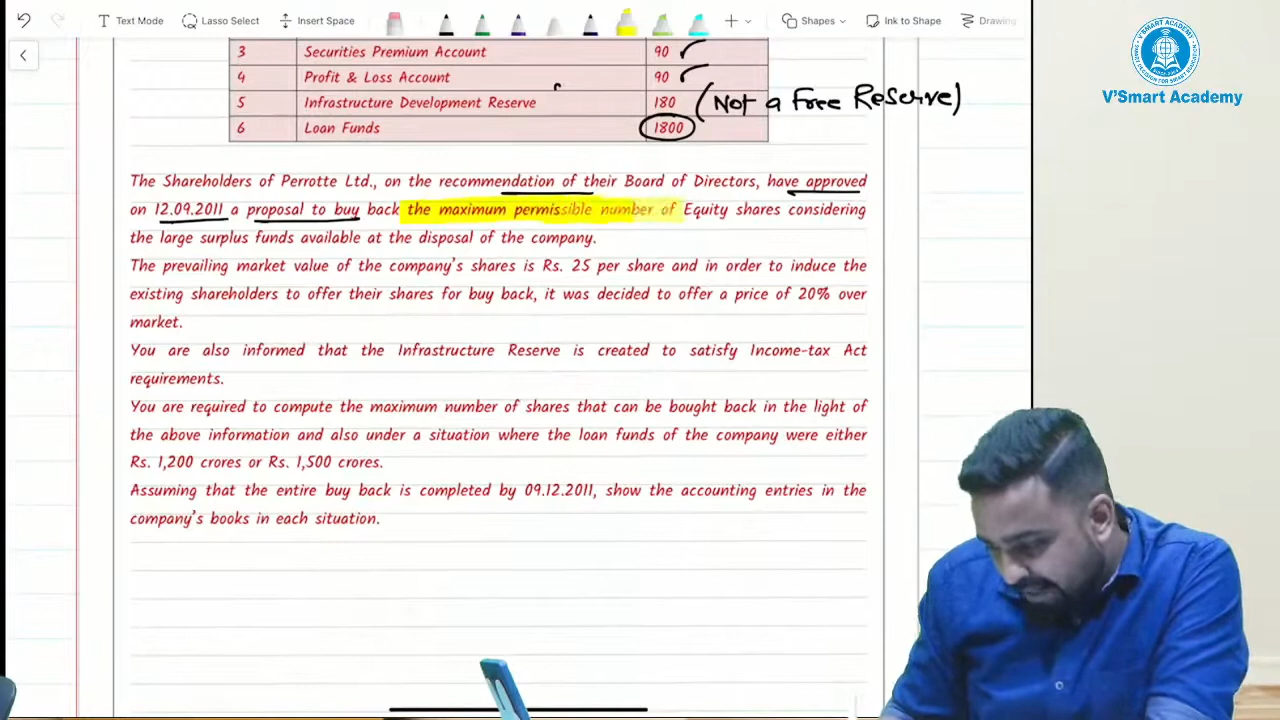 Text Mode Lasso Select Insert Space Shapes Ink to Shape Drawing
3 Securities Premium Account 90
4 Profit & Loss Account 90
5 Infrastructure Development Reserve 180 (Not a Free Reserve)
6 Loan Funds 1800
V'Smart Academy
The Shareholders of Perrotte Ltd., on the recommendation of their Board of Directors, have approved
on 12.09.2011 a proposal to buy back the maximum permissible number of Equity shares considering
the large surplus funds available at the disposal of the company.
The prevailing market value of the company's shares is Rs. 25 per share and in order to induce the
existing shareholders to offer their shares for buy back, it was decided to offer a price of 20% over
market.
You are also informed that the Infrastructure Reserve is created to satisfy Income-tax Act
requirements.
You are required to compute the maximum number of shares that can be bought back in the light of
the above information and also under a situation where the loan funds of the company were either
Rs. 1,200 crores or Rs. 1,500 crores.
Assuming that the entire buy back is completed by 09.12.2011, show the accounting entries in the
company's books in each situation.